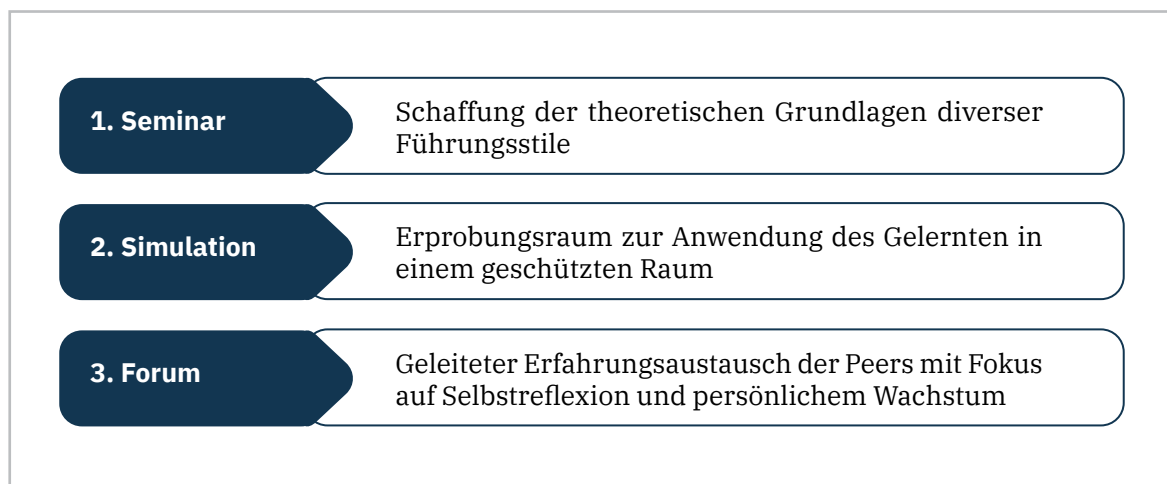 1. Seminar
Schaffung der theoretischen Grundlagen diverser
Führungsstile
2. Simulation
Erprobungsraum zur Anwendung des Gelernten in
einem geschützten Raum
3. Forum
Geleiteter Erfahrungsaustausch der Peers mit Fokus
auf Selbstreflexion und persönlichem Wachstum